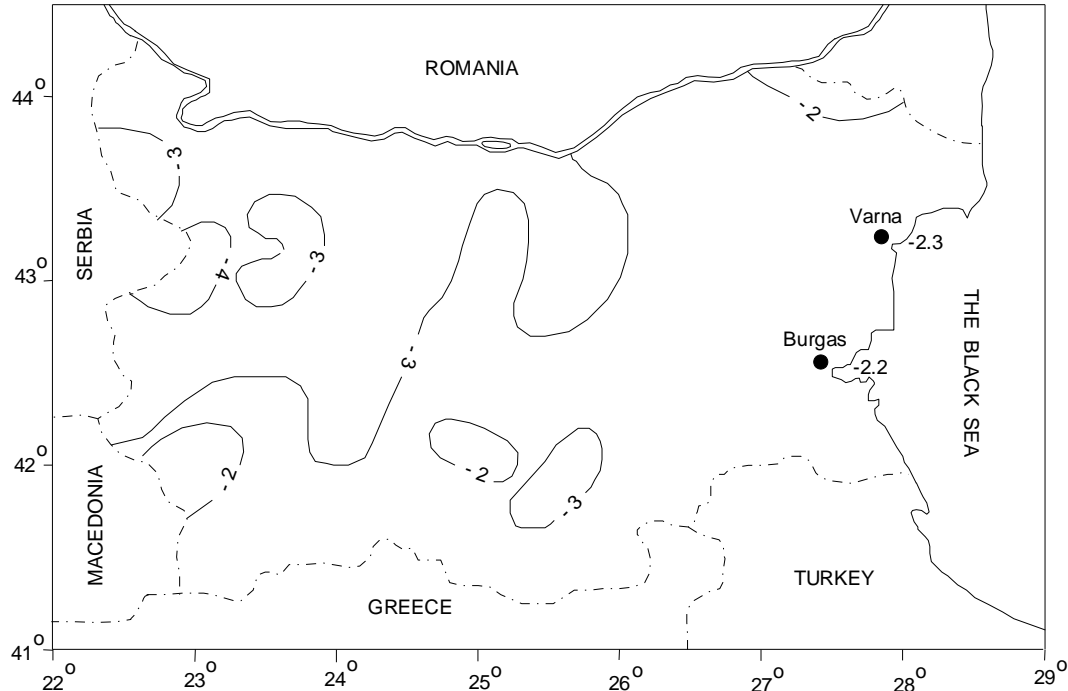 ROMANIA
44°
-2
-3
Varna
-2.3
SERBIA
-4
-3
43°
THE BLACK SEA
Burgas
-2.2
-3
42°
-2
-2
-3
MACEDONIA
TURKEY
GREECE
41°
22°
23°
24°
25°
26°
27°
28°
29°